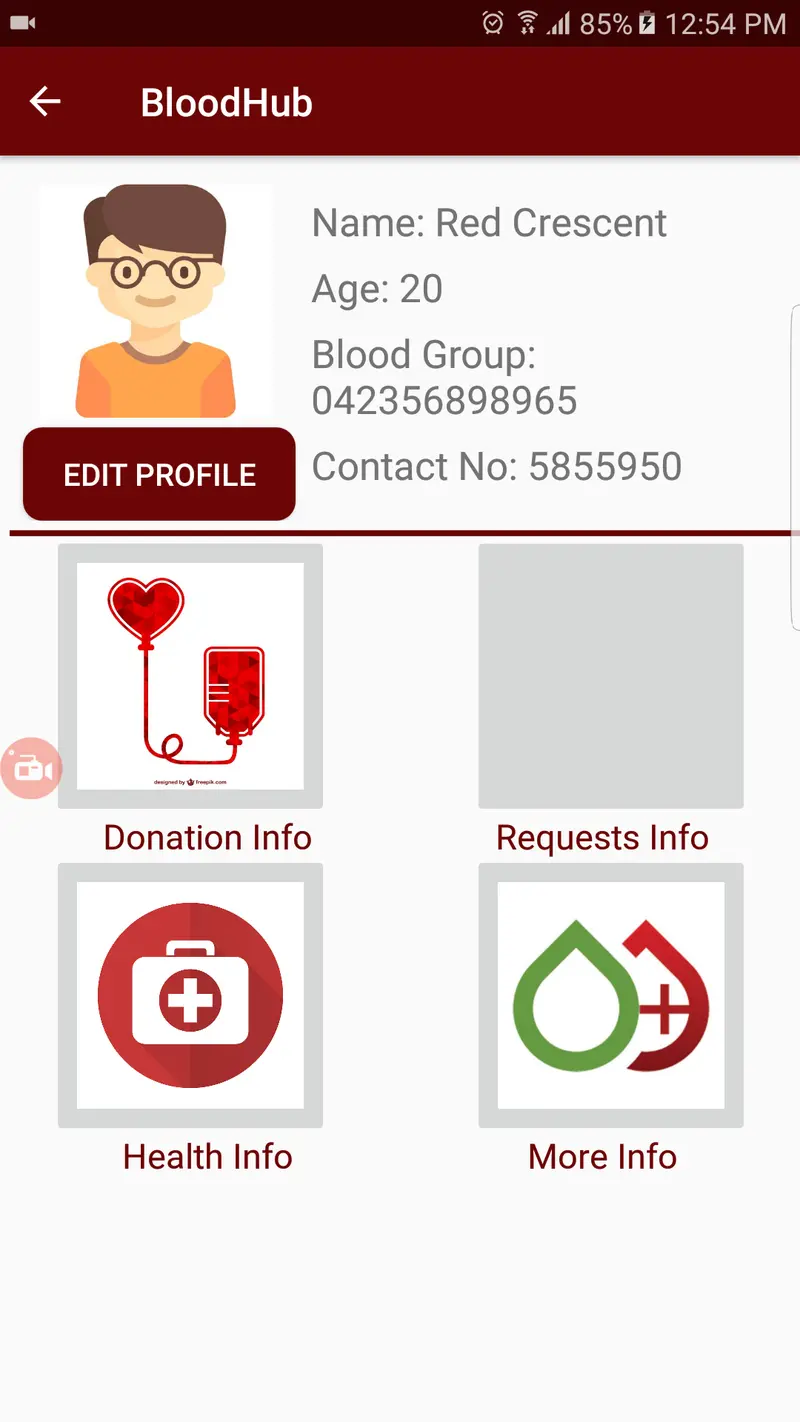 85% 12:54 PM
BloodHub
Name: Red Crescent
Age: 20
Blood Group:
042356898965
Contact No: 5855950
EDIT PROFILE
designed by freepik.com
Donation Info
Requests Info
Health Info
More Info